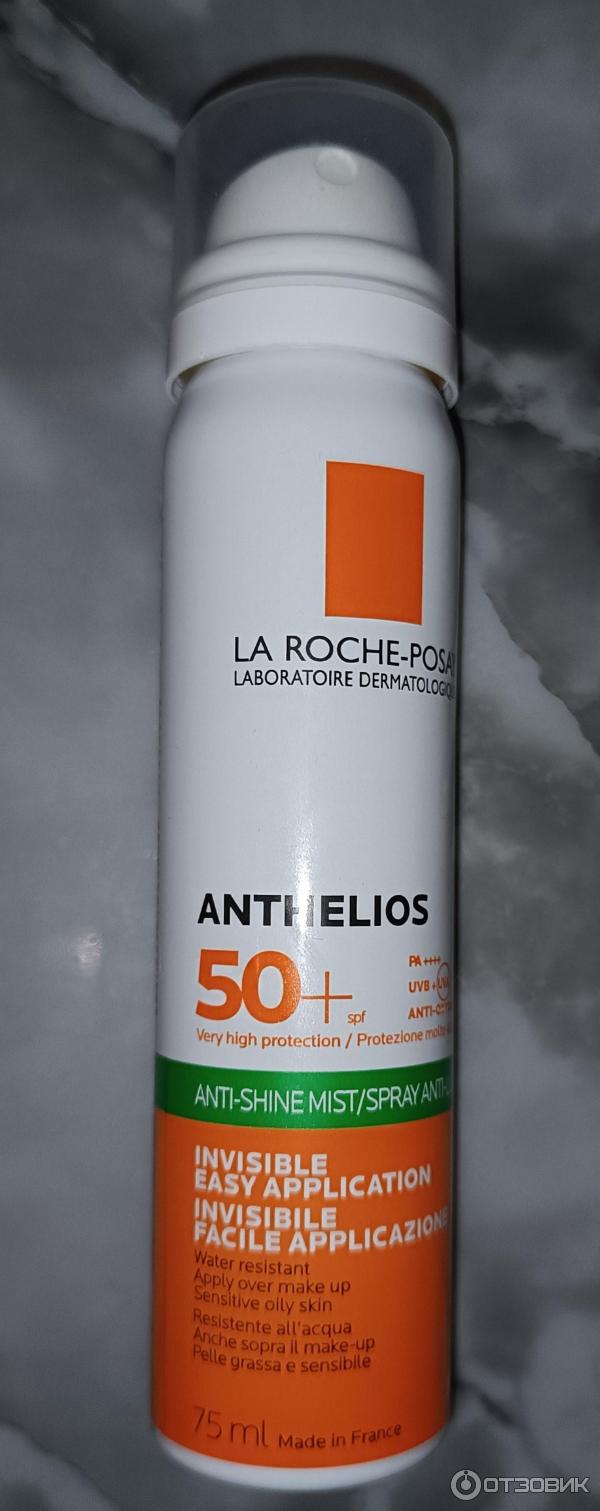 LA ROCHE-POSAY
LABORATOIRE DERMATOLOGIQUE
ANTHELIOS
50+ spf
PA ++++
UVB + UVA
Very high protection / Protezione molto
ANTI-SHINE MIST/SPRAY ANTI-
INVISIBLE
EASY APPLICATION
INVISIBILE
FACILE APPLICAZIONE
Water resistant
Apply over make up
Sensitive oily skin
Resistente all'acqua
Anche sopra il make-up
Pelle grassa e sensibile
75 ml Made in France
ОТЗОВИК